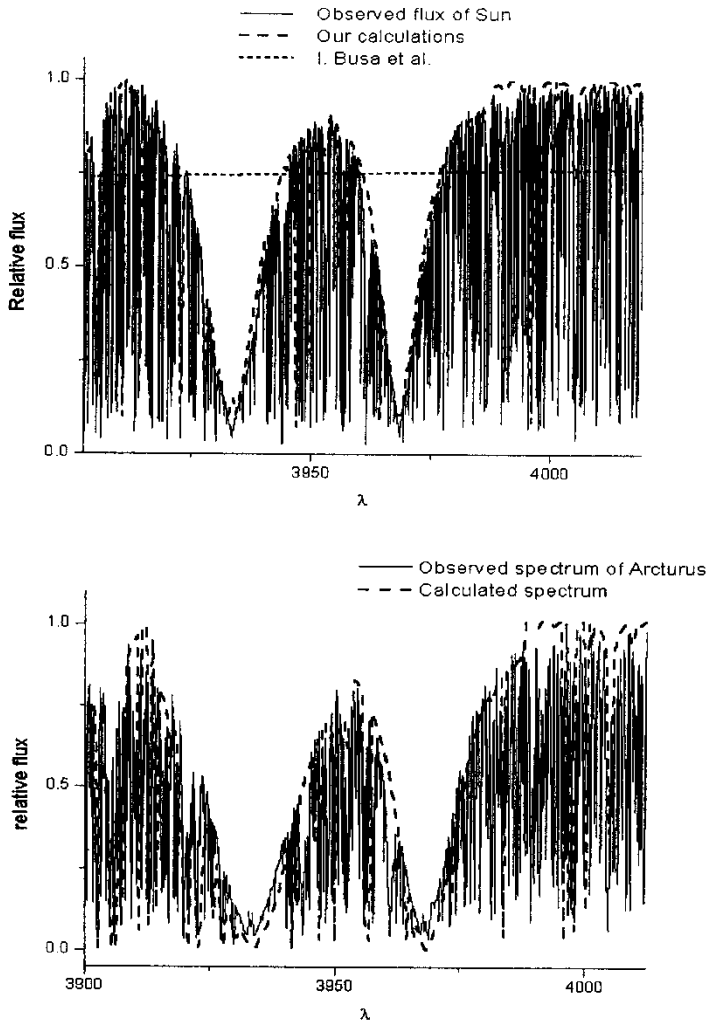 Observed flux of Sun
Our calculations
I. Busa et al.
1.0
0.5
0.0
Relative flux
3950
4000
λ
Observed spectrum of Arcturus
Calculated spectrum
1.0
0.5
0.0
relative flux
3900
3950
4000
λ